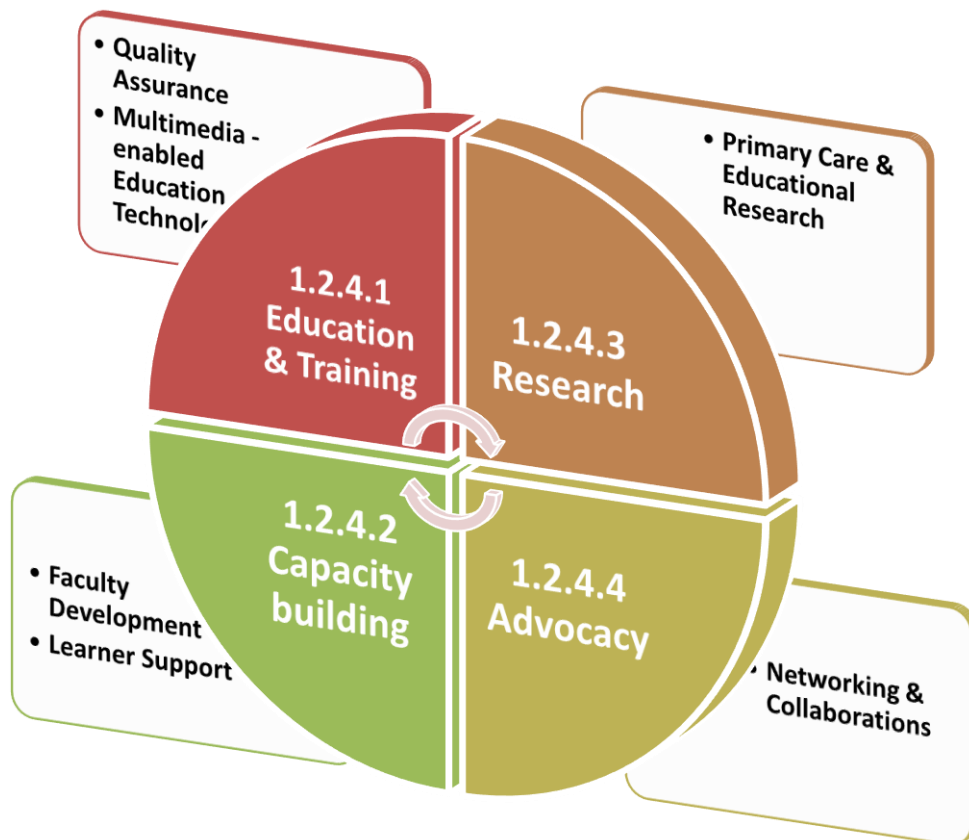 • Quality
Assurance
• Multimedia -
enabled
Education
• Primary Care &
Educational
Research
1.2.4.1
Education
& Training
1.2.4.3
Research
1.2.4.2
Capacity
building
1.2.4.4
Advocacy
• Faculty
Development
• Learner Support
• Networking &
Collaborations